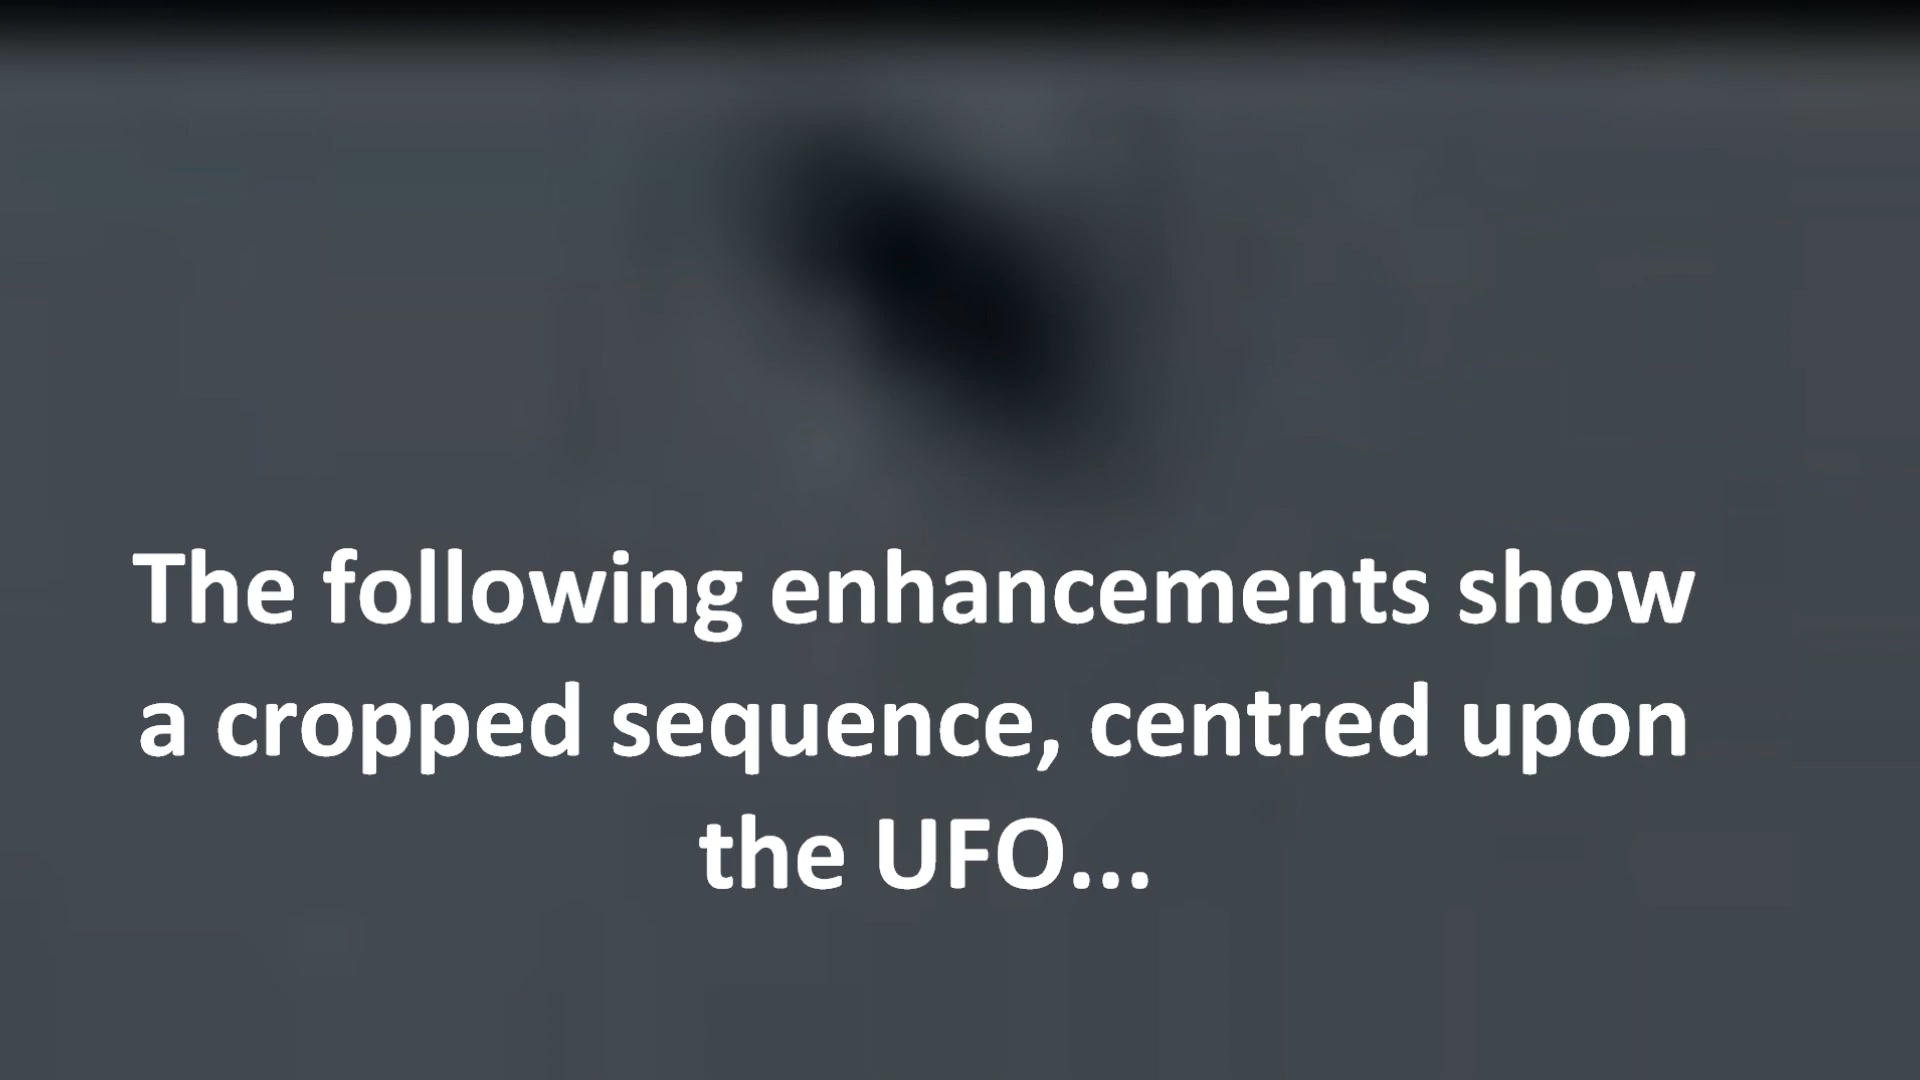 The following enhancements show
a cropped sequence, centred upon
the UFO...